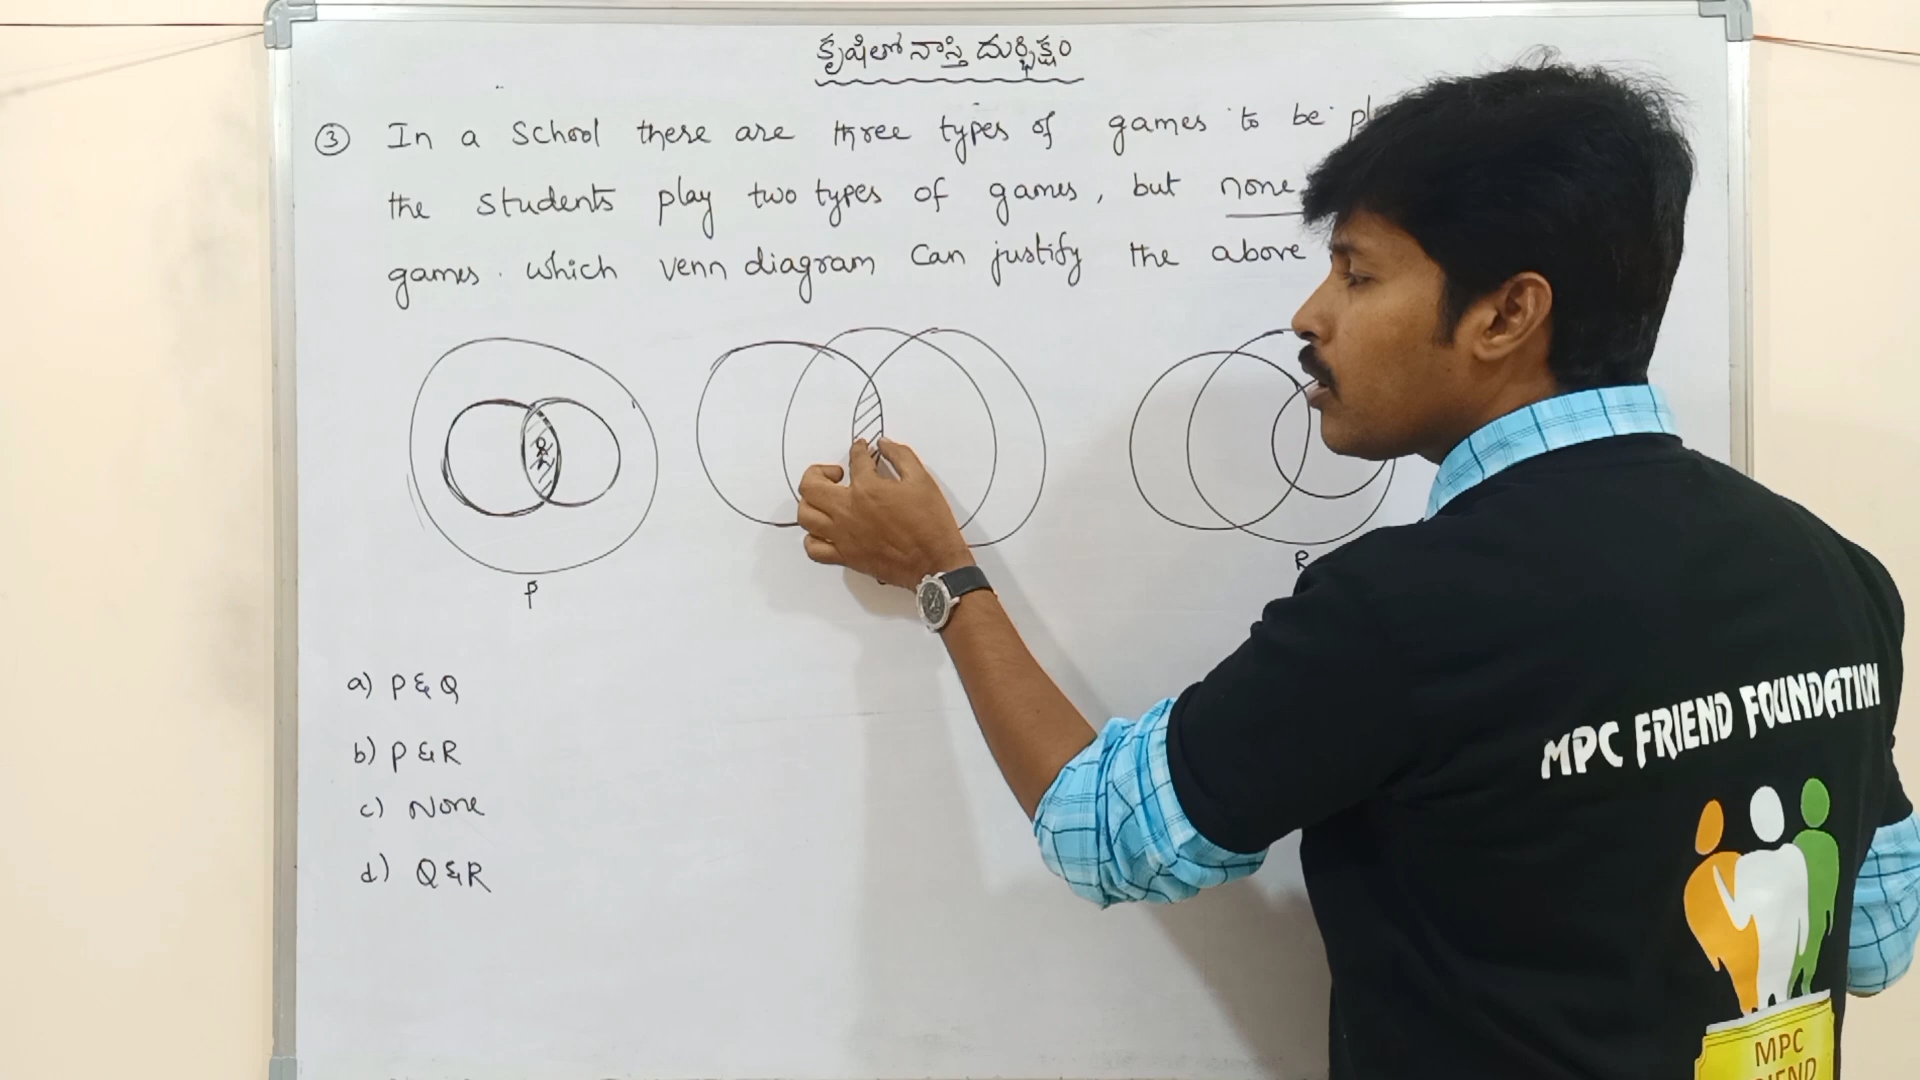 కృషితో నాస్తి దుర్భిక్షం
③ In a School there are three types of games to be
the students play two types of games, but none
games. which venn diagram can justify the above
P
R
a) P & Q
b) P & R
c) None
d) Q & R
MPC FRIEND FOUNDATION
MPC